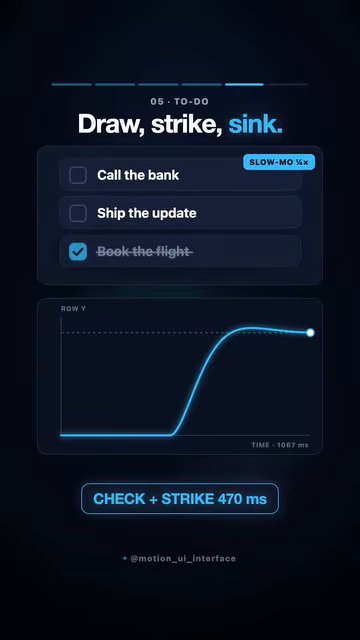 05 · TO-DO
Draw, strike, sink.
SLOW-MO ¼×
Call the bank
Ship the update
Book the flight
ROW Y
TIME · 1067 ms
CHECK + STRIKE 470 ms
@motion_ui_interface